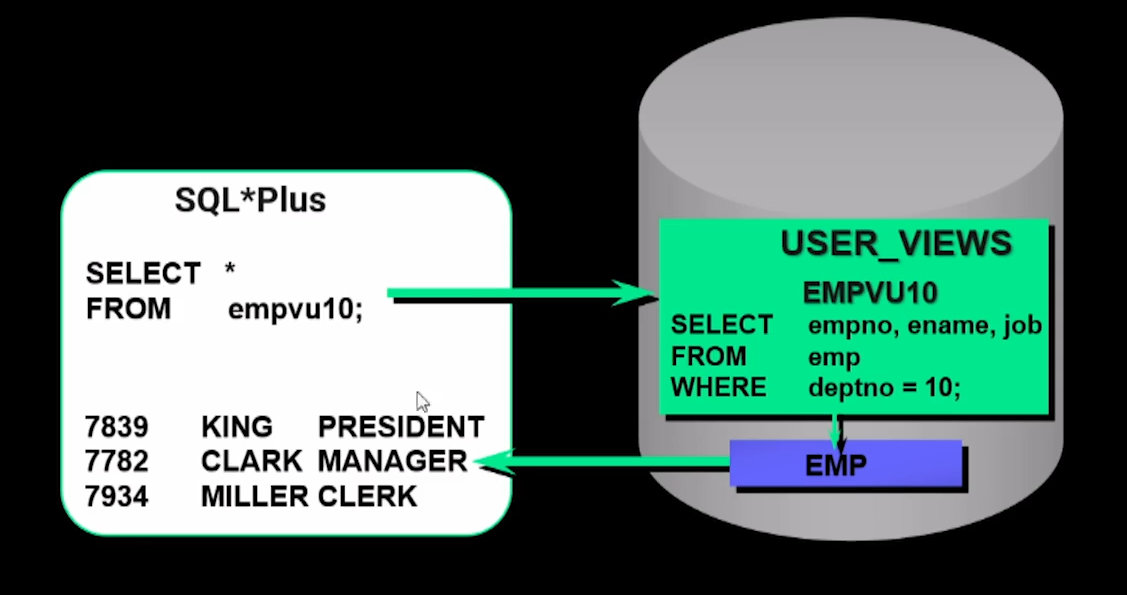 SQL*Plus
SELECT *
FROM empvu10;
7839 KING PRESIDENT
7782 CLARK MANAGER
7934 MILLER CLERK
USER_VIEWS
EMPVU10
SELECT empno, ename, job
FROM emp
WHERE deptno = 10;
EMP